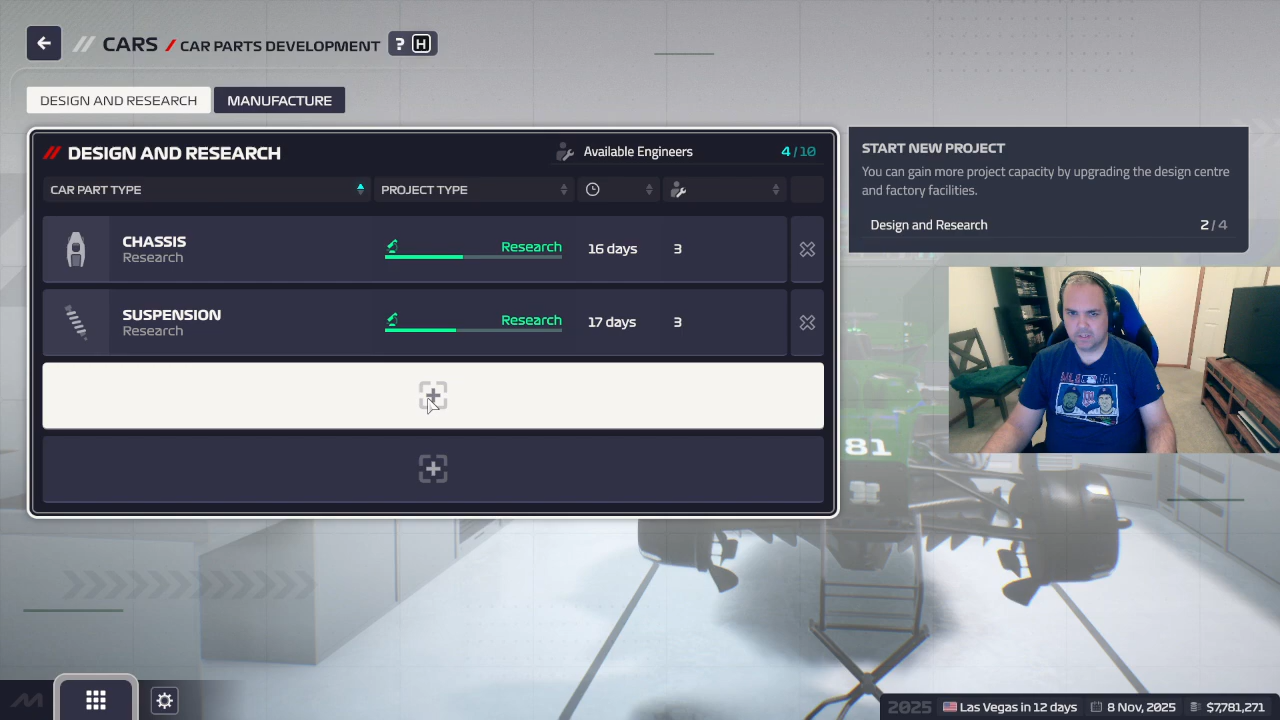 CARS / CAR PARTS DEVELOPMENT ? H
DESIGN AND RESEARCH
MANUFACTURE
DESIGN AND RESEARCH
Available Engineers 4/10
CAR PART TYPE PROJECT TYPE
CHASSIS
Research
Research
16 days
3
SUSPENSION
Research
Research
17 days
3
START NEW PROJECT
You can gain more project capacity by upgrading the design centre
and factory facilities.
Design and Research 2/4
81
2025 Las Vegas in 12 days 8 Nov, 2025 $7,781,271